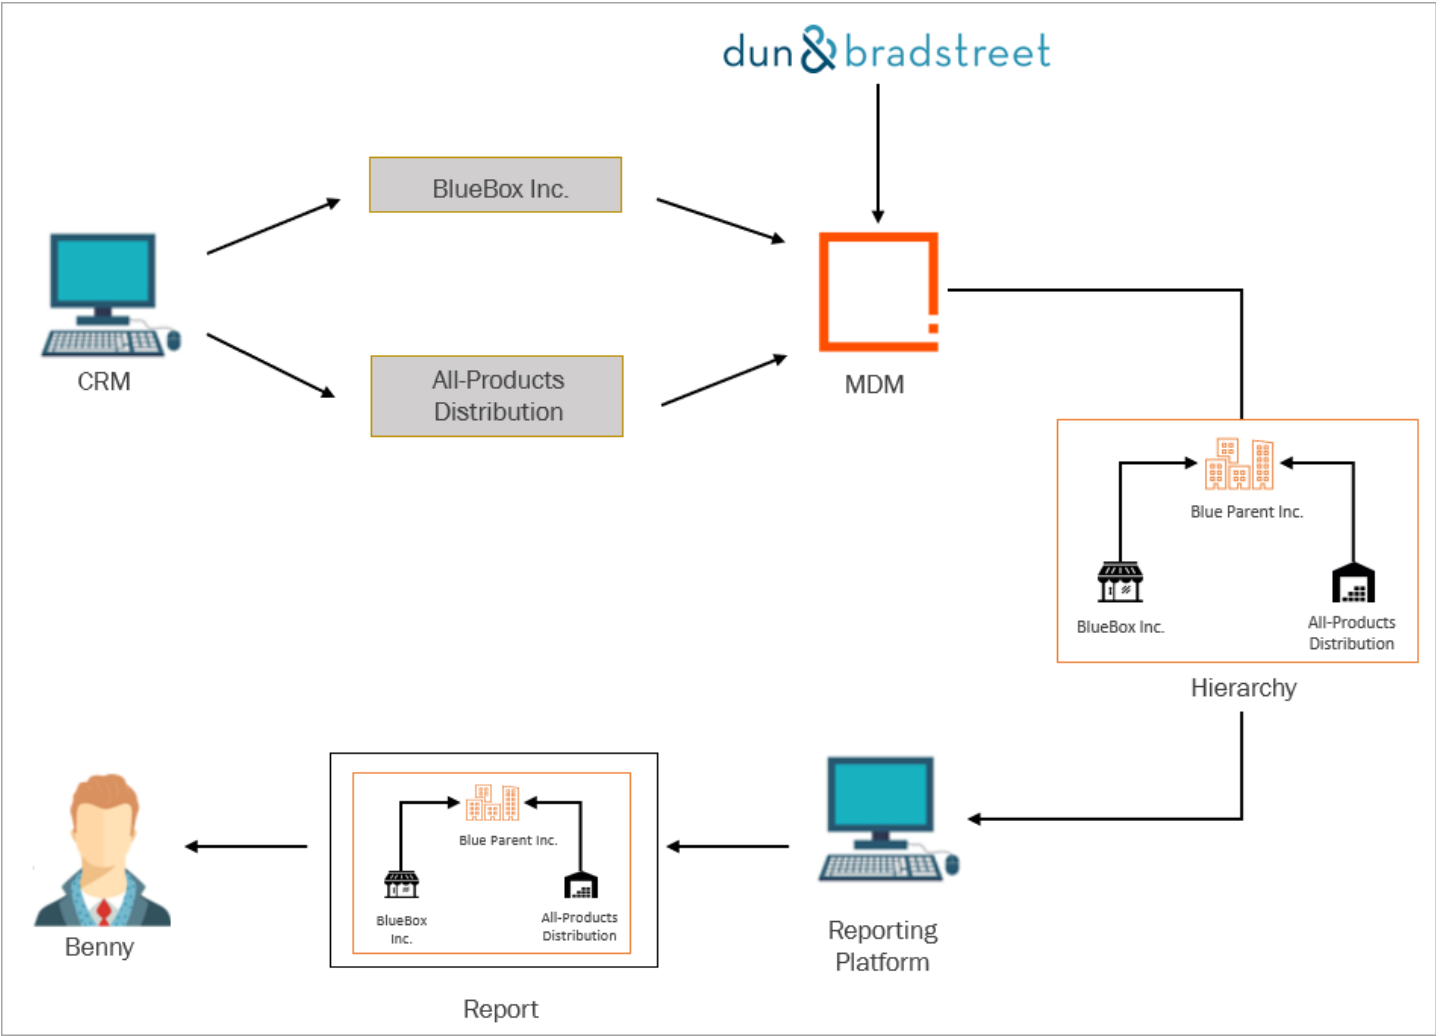 dun&bradstreet
BlueBox Inc.
CRM
All-Products
Distribution
MDM
Blue Parent Inc.
BlueBox Inc.
All-Products
Distribution
Hierarchy
Benny
Blue Parent Inc.
BlueBox
Inc.
All-Products
Distribution
Report
Reporting
Platform